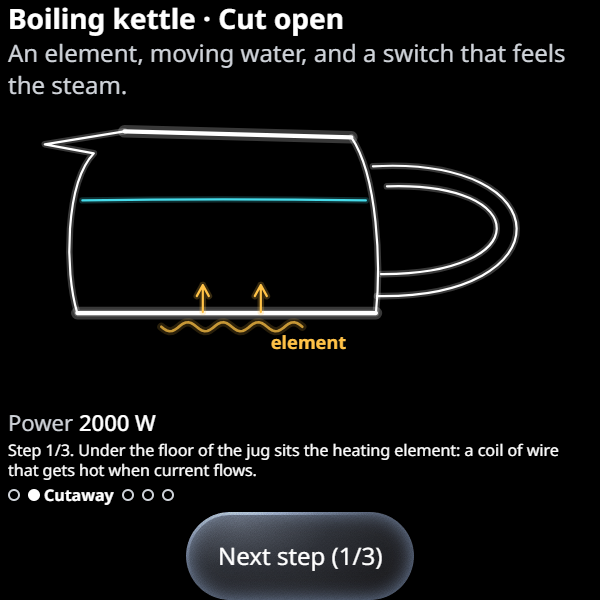 Boiling kettle · Cut open
An element, moving water, and a switch that feels
the steam.
element
Power 2000 W
Step 1/3. Under the floor of the jug sits the heating element: a coil of wire
that gets hot when current flows.
Cutaway
Next step (1/3)